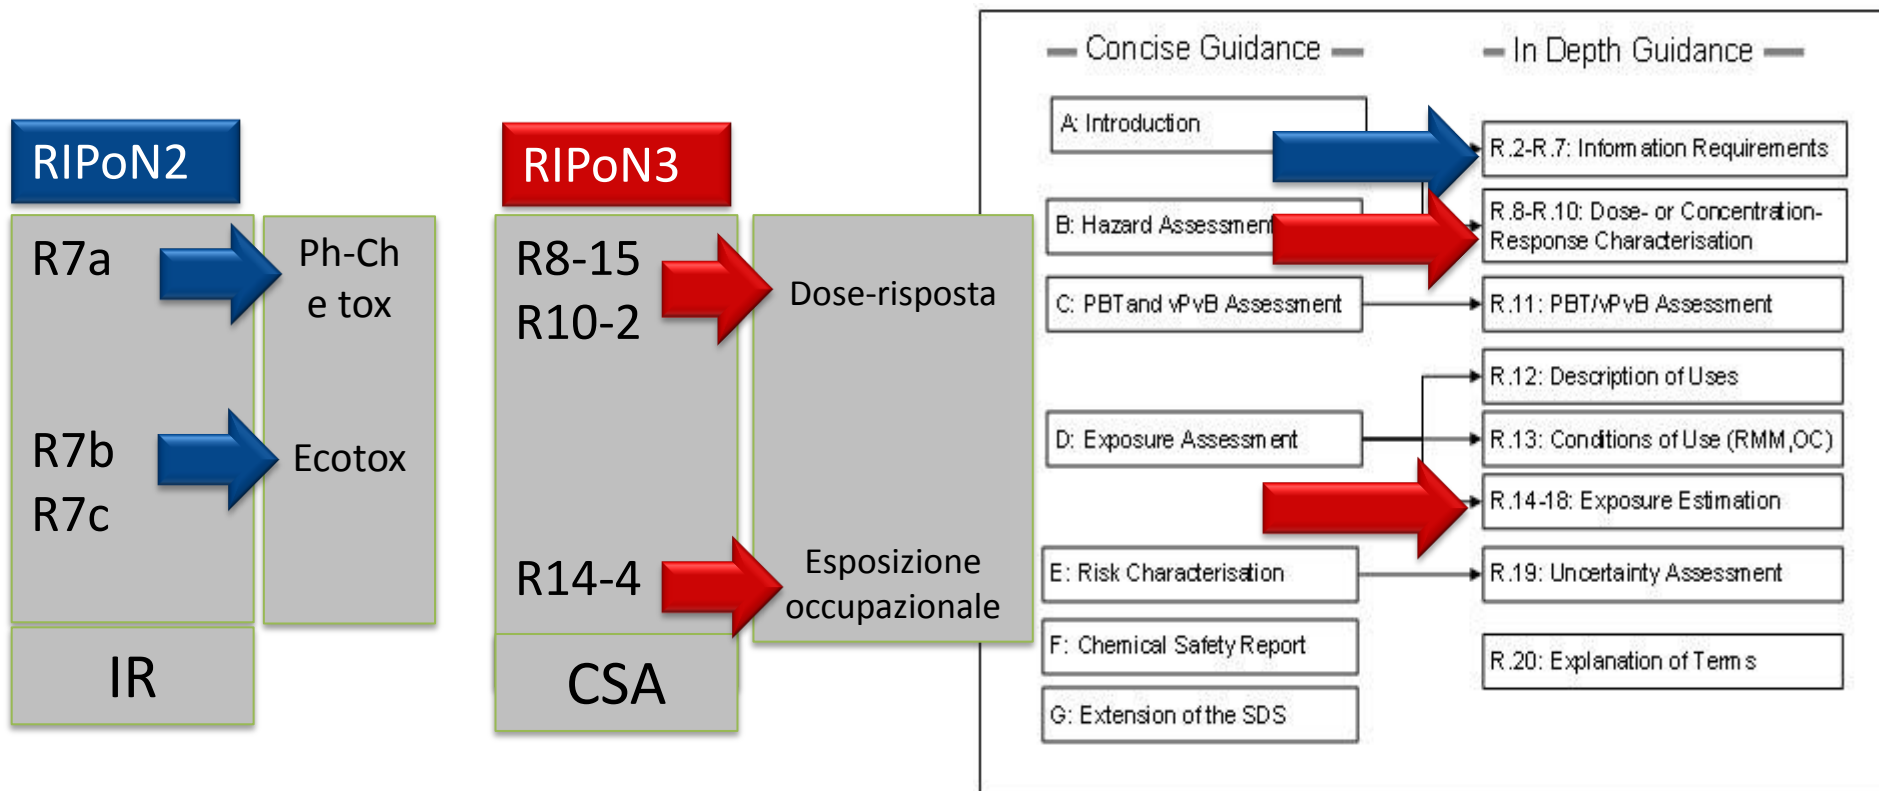 RIPoN2
R7a
Ph-Ch
e tox
R7b
R7c
Ecotox
IR
RIPoN3
R8-15
R10-2
Dose-risposta
R14-4
Esposizione
occupazionale
CSA
Concise Guidance
In Depth Guidance
A: Introduction
R.2-R.7: Information Requirements
B: Hazard Assessment
R.8-R.10: Dose- or Concentration-
Response Characterisation
C: PBT and vPvB Assessment
R.11: PBT/vPvB Assessment
R.12: Description of Uses
D: Exposure Assessment
R.13: Conditions of Use (RMM,OC)
R.14-18: Exposure Estimation
E: Risk Characterisation
R.19: Uncertainty Assessment
F: Chemical Safety Report
R.20: Explanation of Terms
G: Extension of the SDS